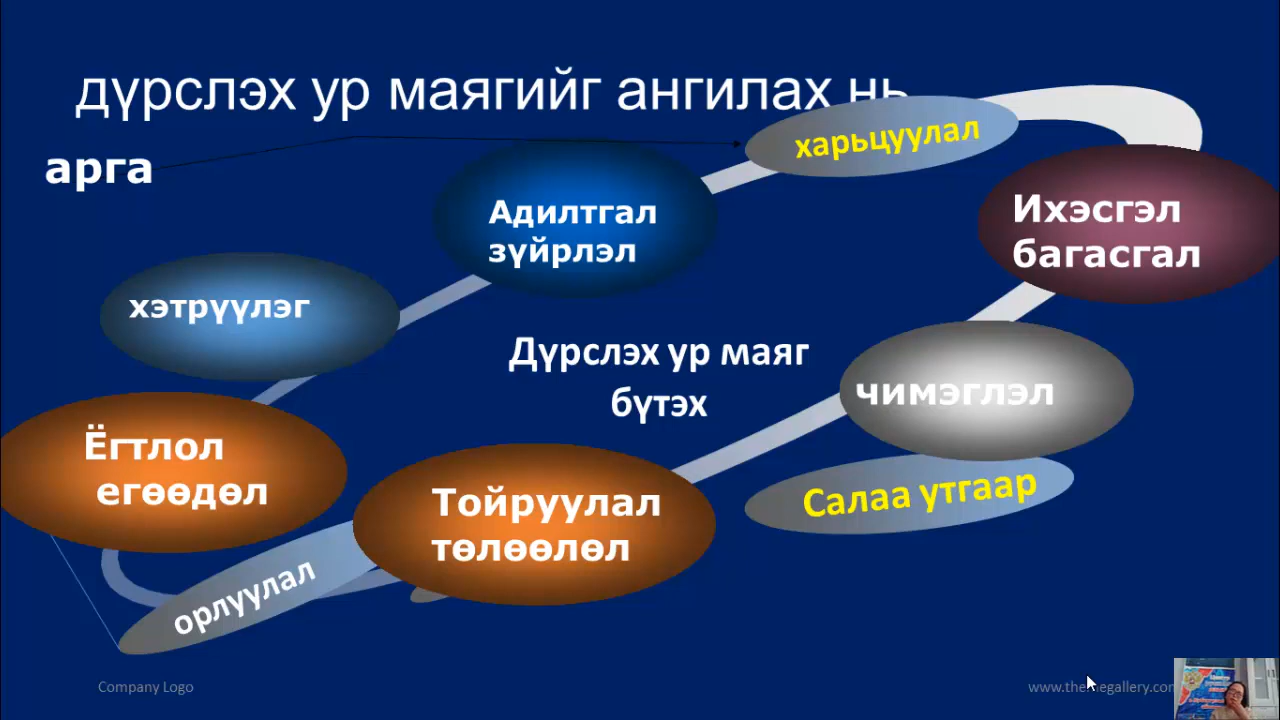 дүрслэх ур маягийг ангилах нь
арга
харьцуулал
Адилтгал
зүйрлэл
Ихэсгэл
багасгал
хэтрүүлэг
Дүрслэх ур маяг
бүтэх
чимэглэл
Ёгтлол
егөөдөл
Тойруулал
төлөөлөл
Салаа утгаар
орлуулал
Company Logo